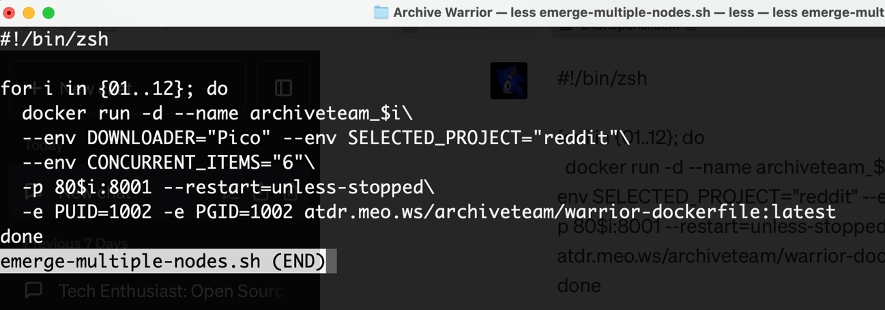 Archive Warrior — less emerge-multiple-nodes.sh — less — less emerge-mult
#!/bin/zsh
for i in {01..12}; do
  docker run -d --name archiveteam_$i\
  --env DOWNLOADER="Pico" --env SELECTED_PROJECT="reddit"\
  --env CONCURRENT_ITEMS="6"\
  -p 80$i:8001 --restart=unless-stopped\
  -e PUID=1002 -e PGID=1002 atdr.meo.ws/archiveteam/warrior-dockerfile:latest
done
emerge-multiple-nodes.sh (END)
Previous 7 Days
Tech Enthusiast: Open Sourc
#!/bin/zsh
{01..12}; do
docker run -d --name archiveteam_$
env SELECTED_PROJECT="reddit" --e
p 80$i:8001 --restart=unless-stopped
atdr.meo.ws/archiveteam/warrior-doc
done